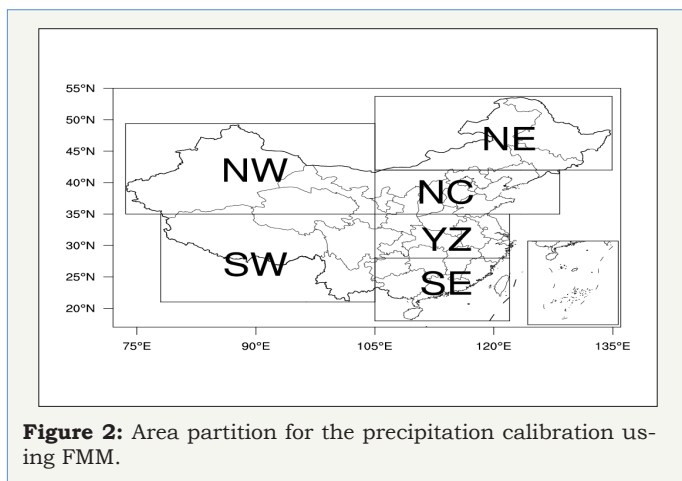 55°N
50°N
45°N
40°N
35°N
30°N
25°N
20°N
NE
NW
NC
YZ
SW
SE
75°E 90°E 105°E 120°E 135°E
Figure 2: Area partition for the precipitation calibration us-
ing FMM.